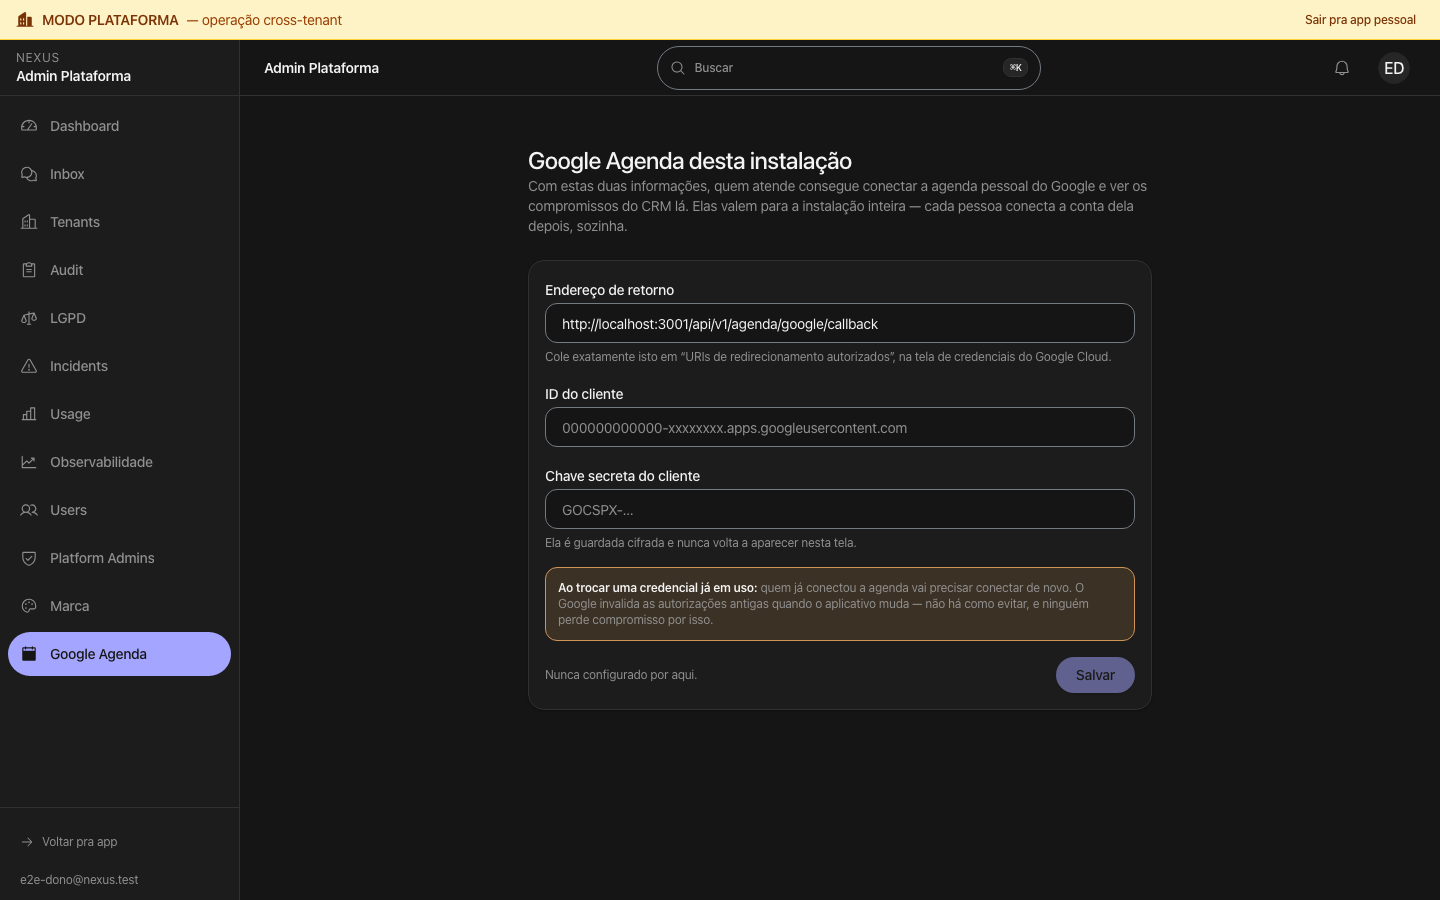 MODO PLATAFORMA — operação cross-tenant
Sair pra app pessoal
NEXUS
Admin Plataforma
Admin Plataforma
Buscar
⌘K
ED
Dashboard
Inbox
Tenants
Audit
LGPD
Incidents
Usage
Observabilidade
Users
Platform Admins
Marca
Google Agenda
Voltar pra app
e2e-dono@nexus.test
Google Agenda desta instalação
Com estas duas informações, quem atende consegue conectar a agenda pessoal do Google e ver os
compromissos do CRM lá. Elas valem para a instalação inteira — cada pessoa conecta a conta dela
depois, sozinha.
Endereço de retorno
http://localhost:3001/api/v1/agenda/google/callback
Cole exatamente isto em “URIs de redirecionamento autorizados”, na tela de credenciais do Google Cloud.
ID do cliente
000000000000-xxxxxxxx.apps.googleusercontent.com
Chave secreta do cliente
GOCSPX-...
Ela é guardada cifrada e nunca volta a aparecer nesta tela.
Ao trocar uma credencial já em uso: quem já conectou a agenda vai precisar conectar de novo. O
Google invalida as autorizações antigas quando o aplicativo muda — não há como evitar, e ninguém
perde compromisso por isso.
Nunca configurado por aqui.
Salvar